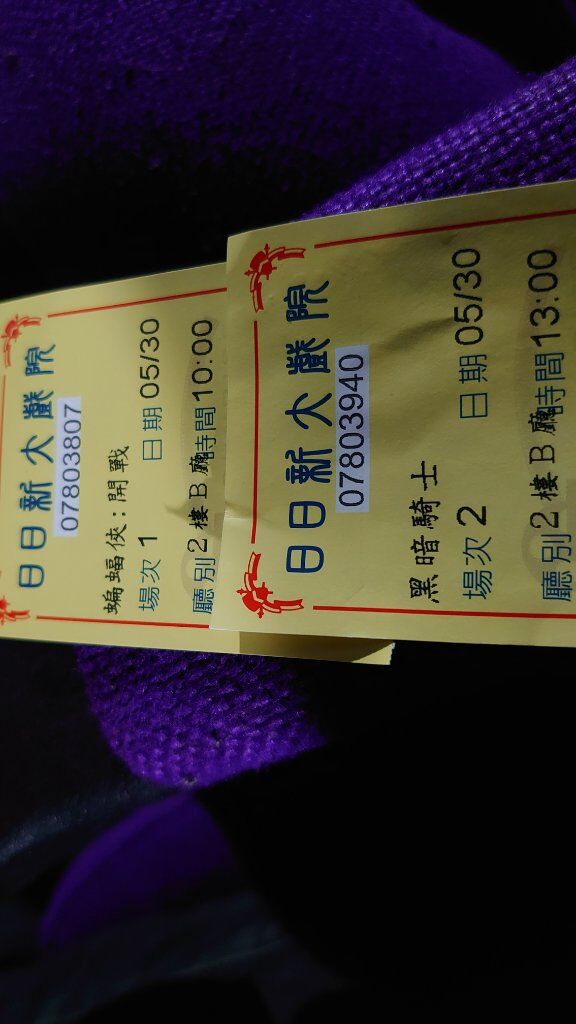 日日新大戲院
07803807
蝙蝠俠:開戰
場次 1 日期 05/30
廳別 2樓B廳 時間 10:00
日日新大戲院
07803940
黑暗騎士
場次 2 日期 05/30
廳別 2樓B廳 時間 13:00